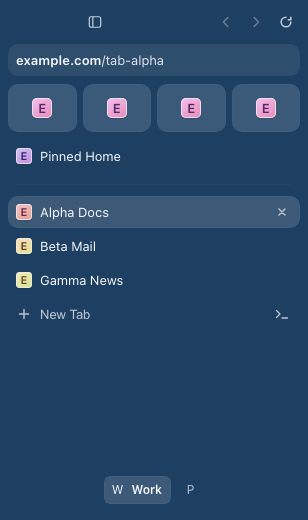 example.com/tab-alpha
E E E E
E Pinned Home
E Alpha Docs
E Beta Mail
E Gamma News
New Tab
W Work P